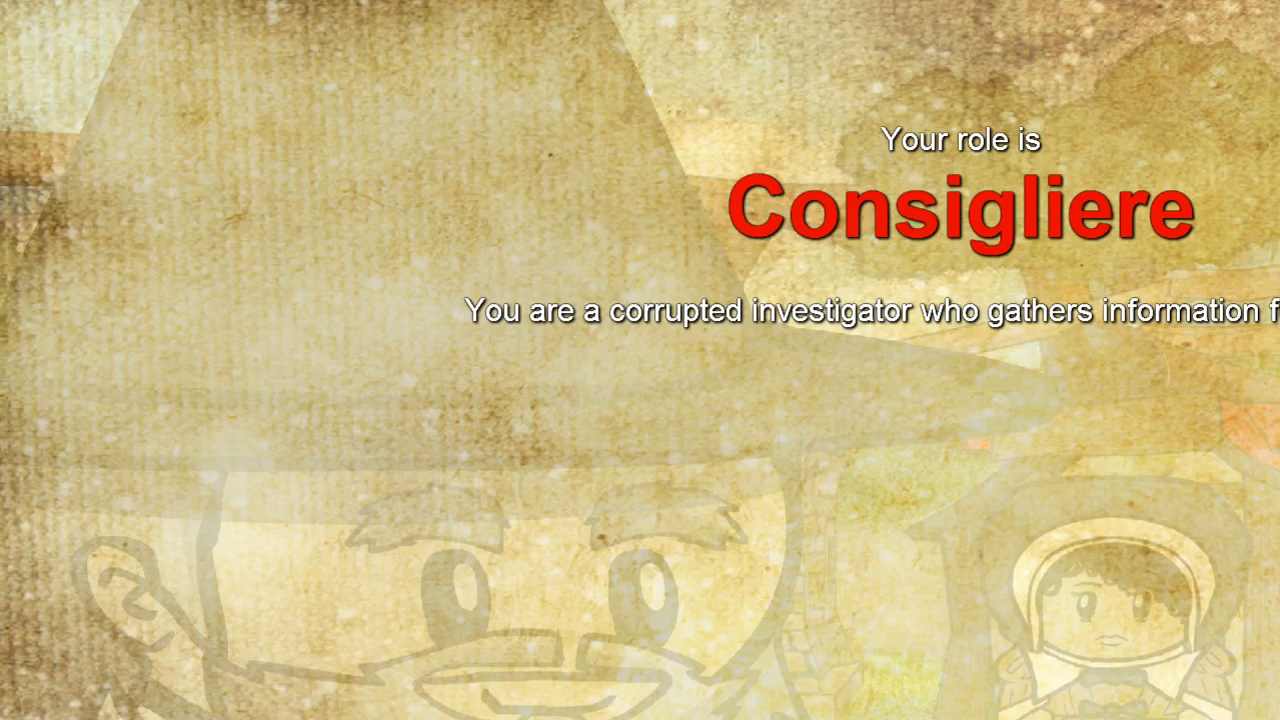 Your role is
Consigliere
You are a corrupted investigator who gathers information